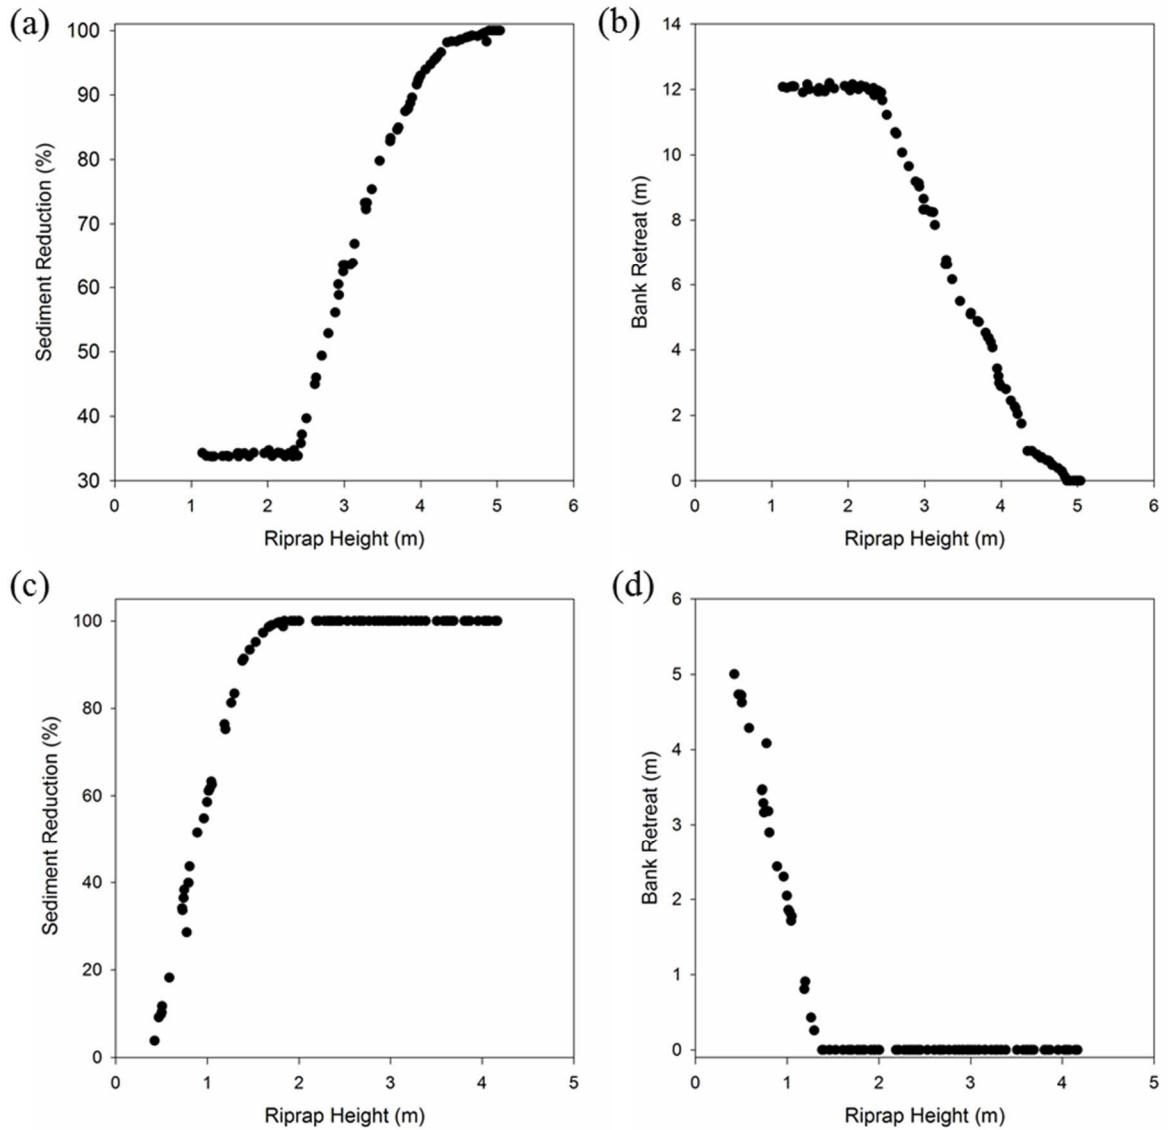 (a)
100
90
80
70
60
50
40
30
Sediment Reduction (%)
0 1 2 3 4 5 6
Riprap Height (m)
(b)
14
12
10
8
6
4
2
0
Bank Retreat (m)
0 1 2 3 4 5 6
Riprap Height (m)
(c)
100
80
60
40
20
0
Sediment Reduction (%)
0 1 2 3 4 5
Riprap Height (m)
(d)
6
5
4
3
2
1
0
Bank Retreat (m)
0 1 2 3 4 5
Riprap Height (m)